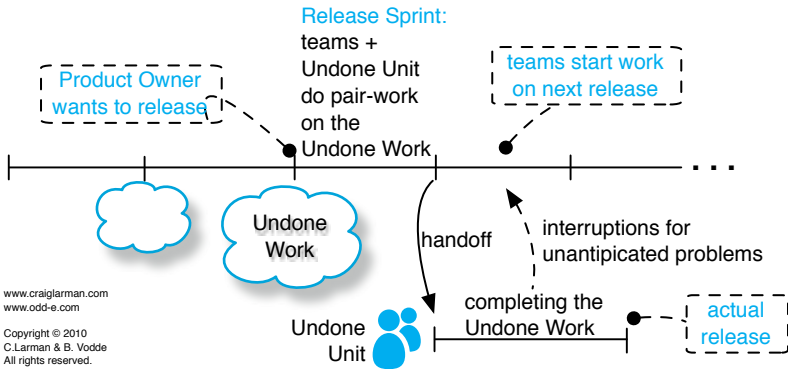 Release Sprint:
teams +
Undone Unit
do pair-work
on the
Undone Work
Product Owner
wants to release
teams start work
on next release
. . .
Undone
Work
handoff
interruptions for
unantipicated problems
www.craiglarman.com
www.odd-e.com
Copyright © 2010
C.Larman & B. Vodde
All rights reserved.
Undone
Unit
completing the
Undone Work
actual
release